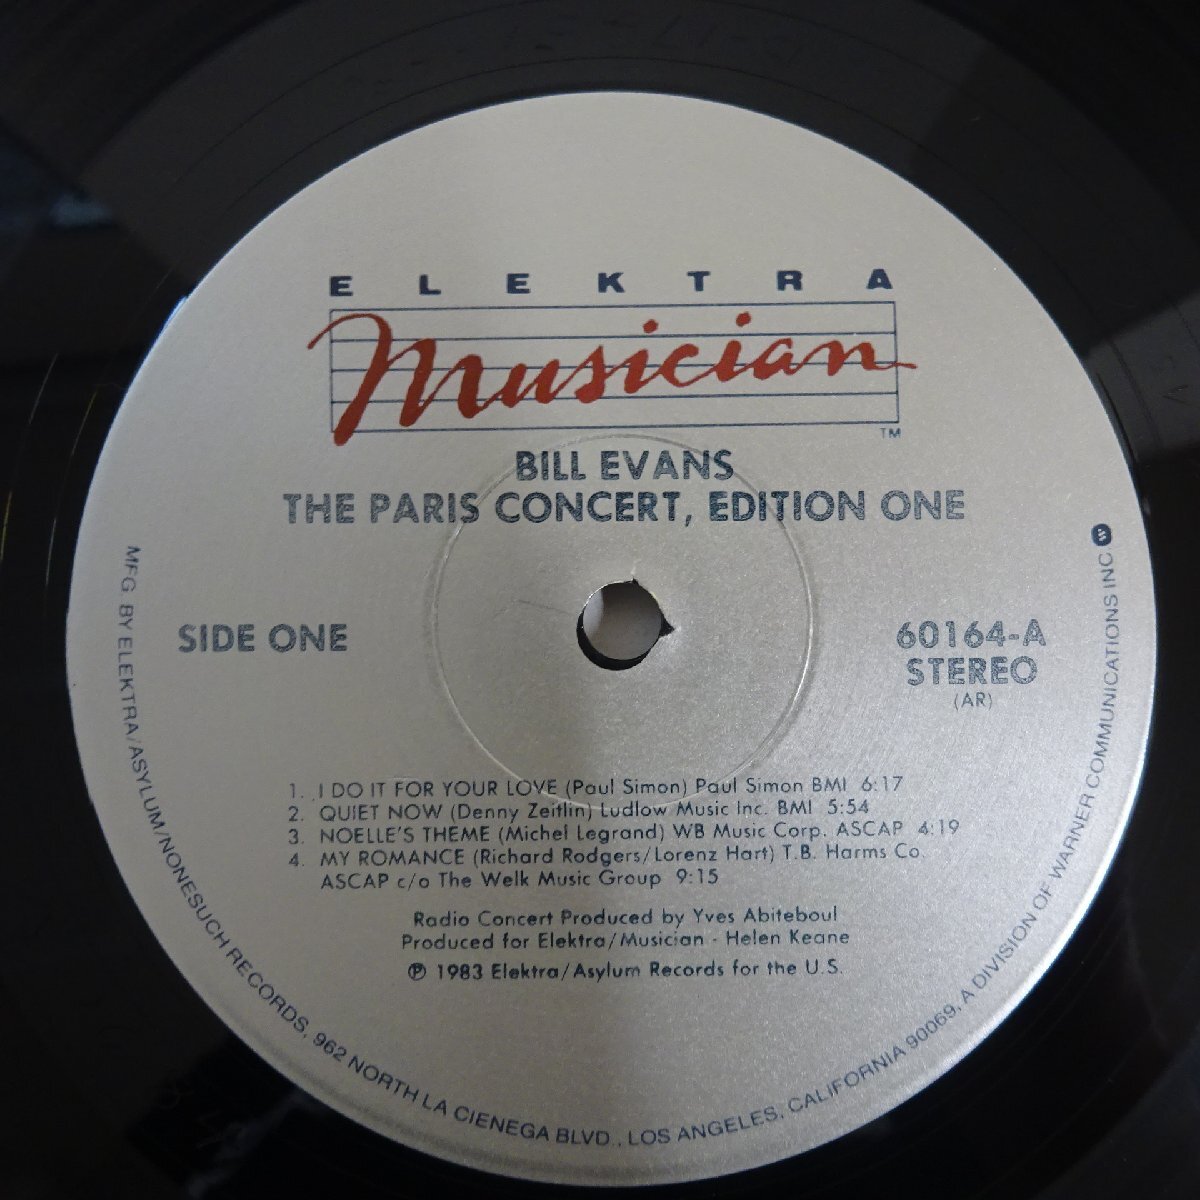 ELEKTRA
Musician
TM
BILL EVANS
THE PARIS CONCERT, EDITION ONE
SIDE ONE
60164-A
STEREO
(AR)
1. I DO IT FOR YOUR LOVE (Paul Simon) Paul Simon BMI 6:17
2. QUIET NOW (Denny Zeitlin) Ludlow Music Inc. BMI 5:54
3. NOELLE'S THEME (Michel Legrand) WB Music Corp. ASCAP 4:19
4. MY ROMANCE (Richard Rodgers/Lorenz Hart) T.B. Harms Co.
ASCAP c/o The Welk Music Group 9:15
Radio Concert Produced by Yves Abiteboul
Produced for Elektra/Musician - Helen Keane
℗ 1983 Elektra/Asylum Records for the U.S.
MFG. BY ELEKTRA/ASYLUM/NONESUCH RECORDS, 962 NORTH LA CIENEGA BLVD., LOS ANGELES, CALIFORNIA 90069, A DIVISION OF WARNER COMMUNICATIONS INC W